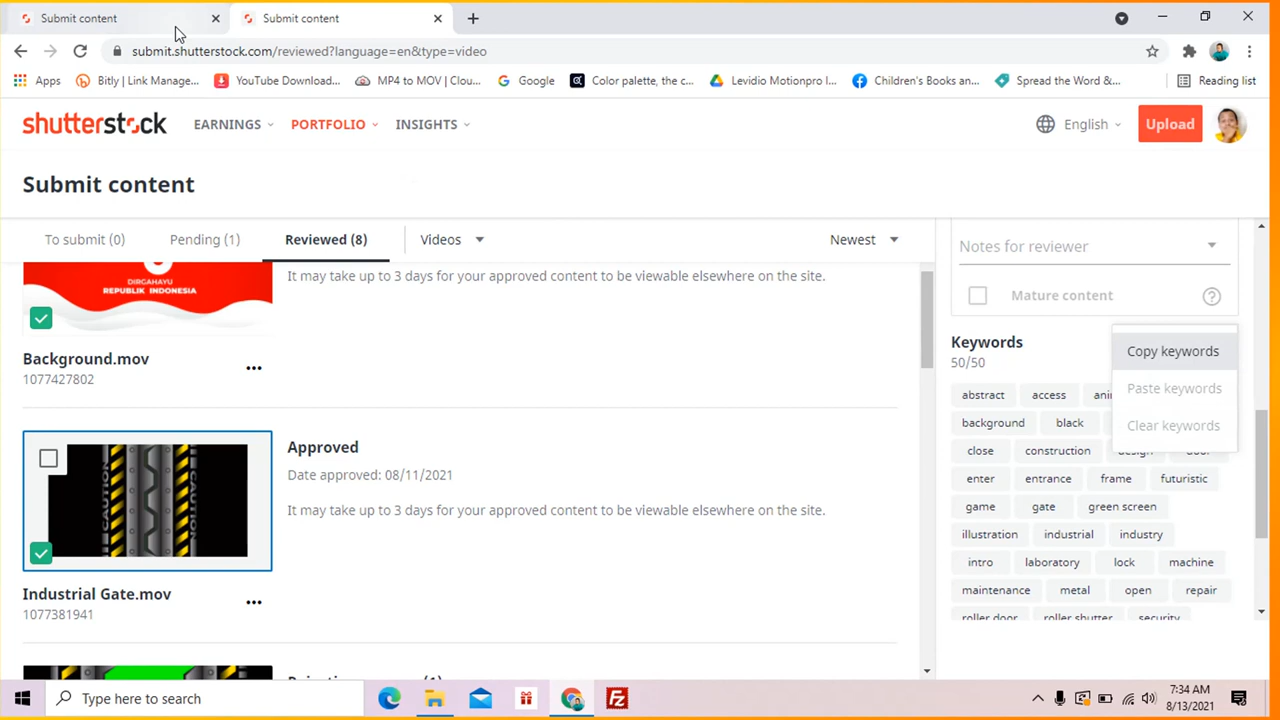 Submit content
Submit content
submit.shutterstock.com/reviewed?language=en&type=video
Apps
Bitly | Link Manage...
YouTube Download...
MP4 to MOV | Clou...
Google
Color palette, the c...
Levidio Motionpro I...
Children's Books an...
Spread the Word &...
Reading list
shutterstock
EARNINGS
PORTFOLIO
INSIGHTS
English
Upload
Submit content
To submit (0)
Pending (1)
Reviewed (8)
Videos
Newest
DIRGAHAYU
REPUBLIK INDONESIA
It may take up to 3 days for your approved content to be viewable elsewhere on the site.
Background.mov
1077427802
Approved
Date approved: 08/11/2021
It may take up to 3 days for your approved content to be viewable elsewhere on the site.
CAUTION
CAUTION
Industrial Gate.mov
1077381941
Notes for reviewer
Mature content
Keywords
50/50
Copy keywords
Paste keywords
Clear keywords
abstract access
background black
close construction design door
enter entrance frame futuristic
game gate green screen
illustration industrial industry
intro laboratory lock machine
maintenance metal open repair
roller door roller shutter security
Type here to search
7:34 AM
8/13/2021